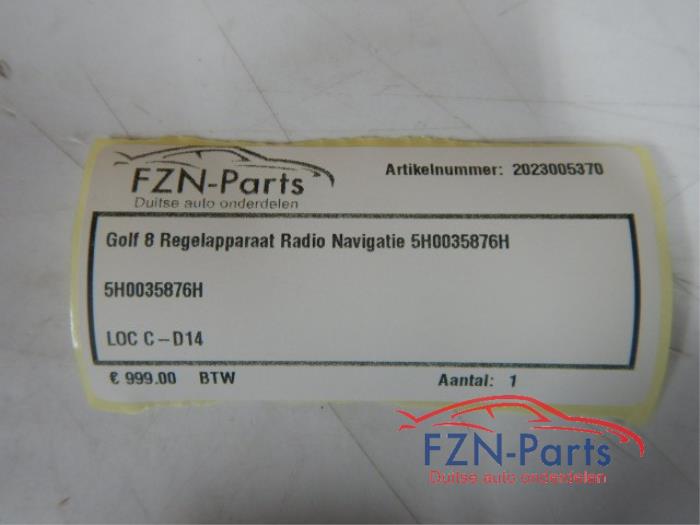 FZN-Parts
Duitse auto onderdelen
Artikelnummer: 2023005370
Golf 8 Regelapparaat Radio Navigatie 5H0035876H
5H0035876H
LOC C-D14
€ 999.00 BTW
Aantal: 1
FZN-Parts
Duitse auto onderdelen